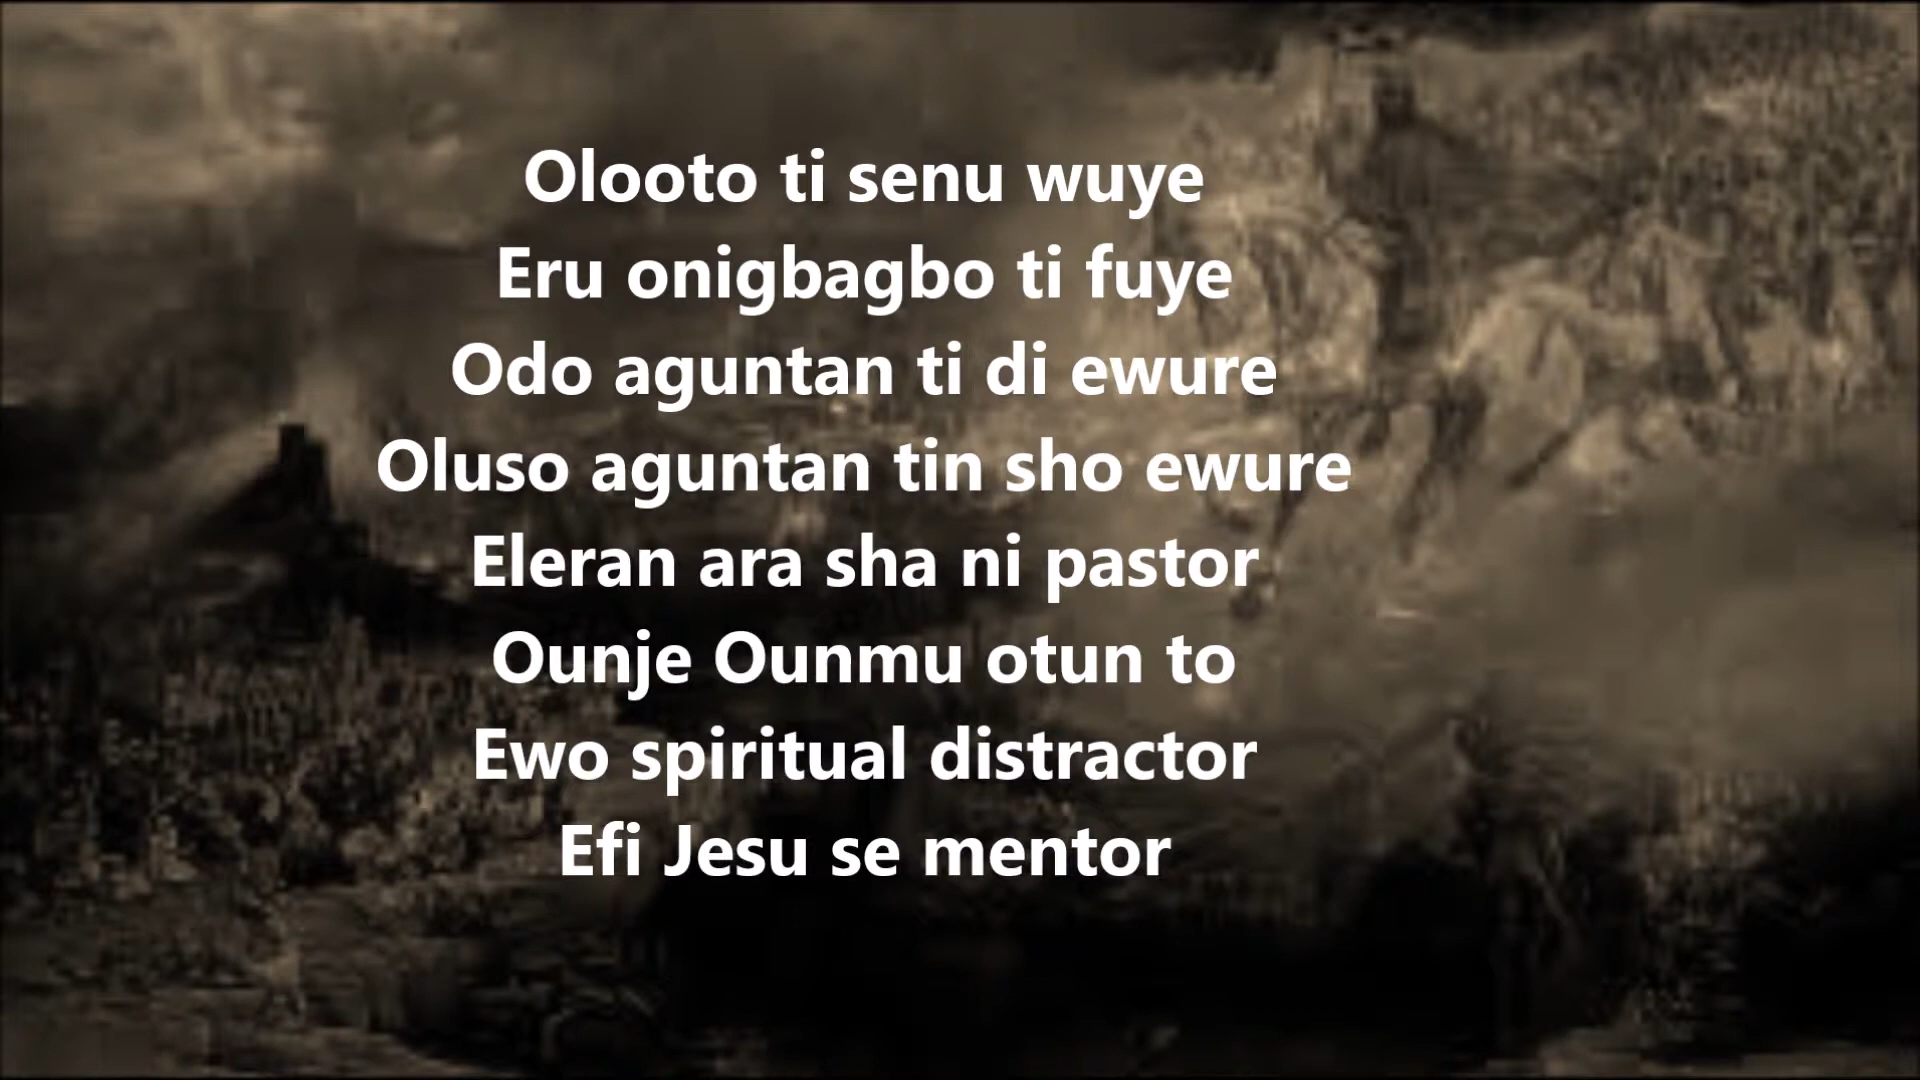 Olooto ti senu wuye
Eru onigbagbo ti fuye
Odo aguntan ti di ewure
Oluso aguntan tin sho ewure
Eleran ara sha ni pastor
Ounje Ounmu otun to
Ewo spiritual distractor
Efi Jesu se mentor